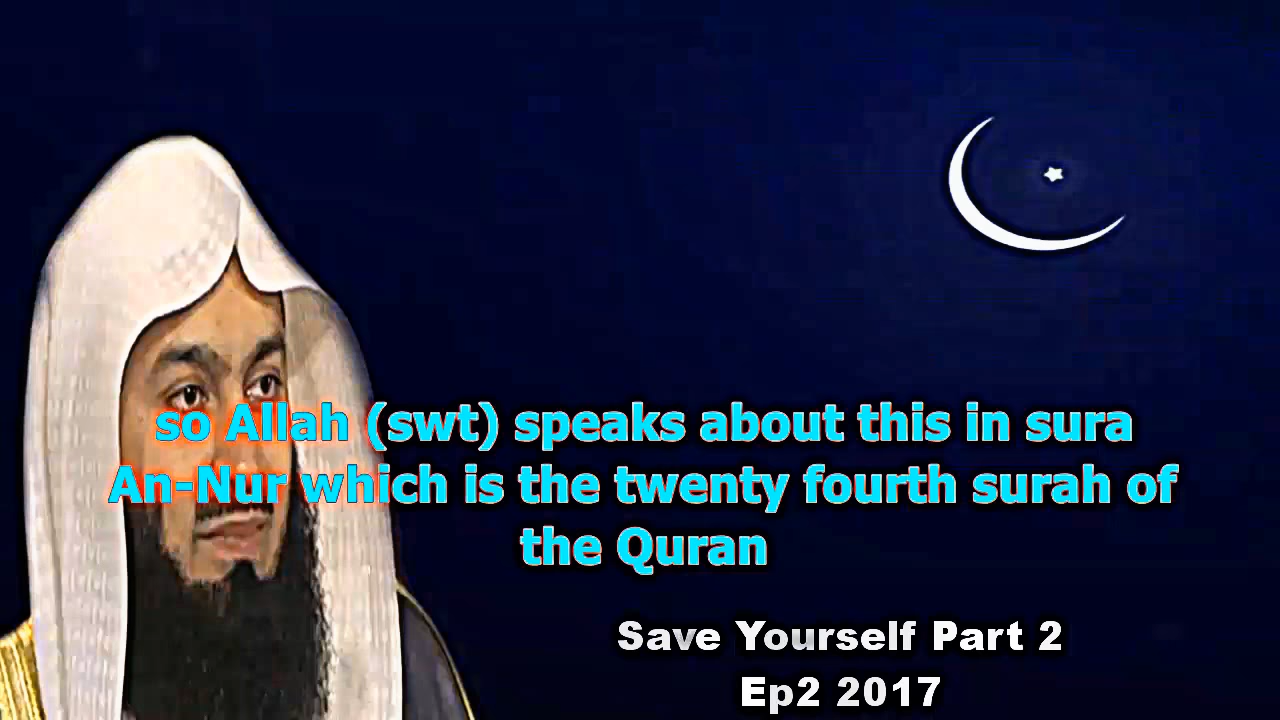 so Allah (swt) speaks about this in sura
An-Nur which is the twenty fourth surah of
the Quran
Save Yourself Part 2
Ep2 2017